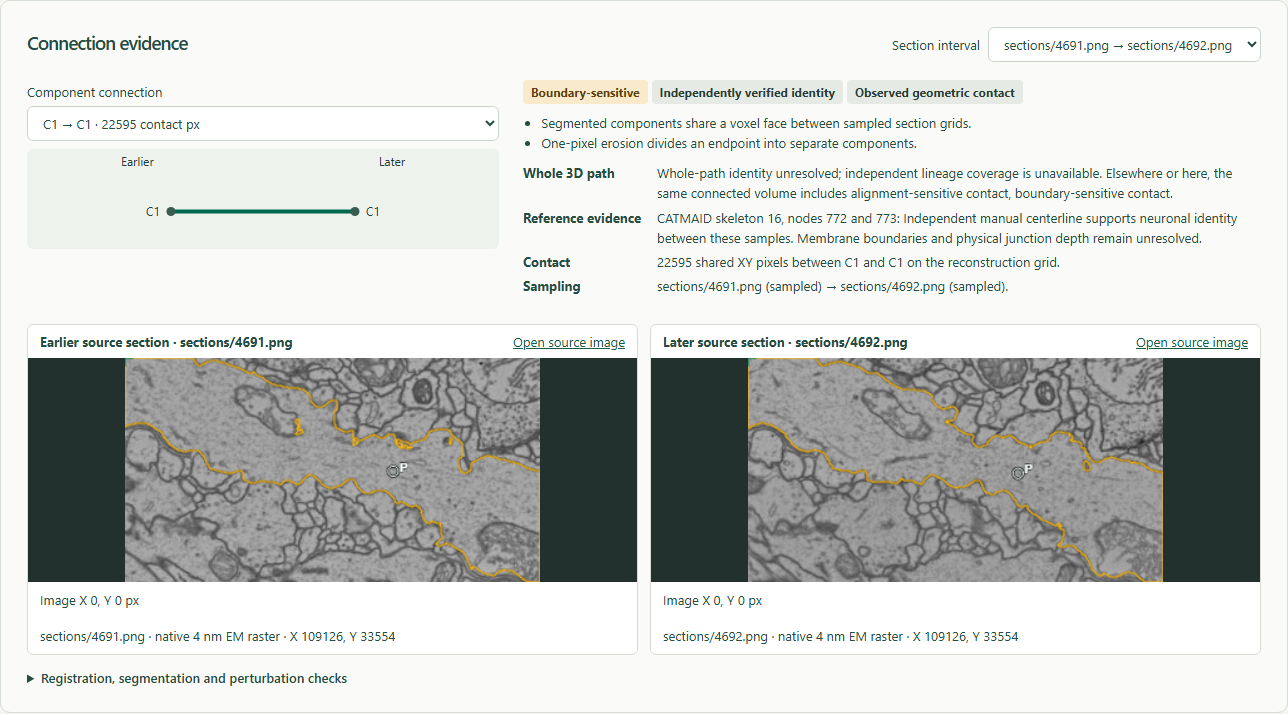 Connection evidence
Section interval
sections/4691.png → sections/4692.png
Component connection
C1 → C1 · 22595 contact px
Earlier
Later
C1
C1
Boundary-sensitive
Independently verified identity
Observed geometric contact
• Segmented components share a voxel face between sampled section grids.
• One-pixel erosion divides an endpoint into separate components.
Whole 3D path
Whole-path identity unresolved; independent lineage coverage is unavailable. Elsewhere or here, the
same connected volume includes alignment-sensitive contact, boundary-sensitive contact.
Reference evidence
CATMAID skeleton 16, nodes 772 and 773: Independent manual centerline supports neuronal identity
between these samples. Membrane boundaries and physical junction depth remain unresolved.
Contact
22595 shared XY pixels between C1 and C1 on the reconstruction grid.
Sampling
sections/4691.png (sampled) → sections/4692.png (sampled).
Earlier source section · sections/4691.png
Open source image
P
Image X 0, Y 0 px
sections/4691.png · native 4 nm EM raster · X 109126, Y 33554
Later source section · sections/4692.png
Open source image
P
Image X 0, Y 0 px
sections/4692.png · native 4 nm EM raster · X 109126, Y 33554
Registration, segmentation and perturbation checks